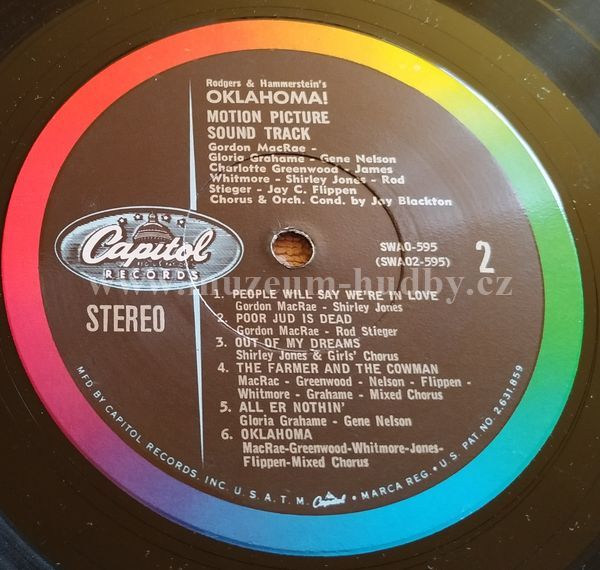 Rodgers & Hammerstein's
OKLAHOMA!
MOTION PICTURE
SOUND TRACK
Gordon MacRae -
Gloria Grahame - Gene Nelson
Charlotte Greenwood - James
Whitmore - Shirley Jones - Rod
Stieger - Jay C. Flippen
Chorus & Orch. Cond. by Jay Blackton
Capitol
RECORDS
STEREO
SWAO-595
(SWAO2-595)
2
www.muzeum-hudby.cz
1. PEOPLE WILL SAY WE'RE IN LOVE
Gordon MacRae - Shirley Jones
2. POOR JUD IS DEAD
Gordon MacRae - Rod Stieger
3. OUT OF MY DREAMS
Shirley Jones & Girls' Chorus
4. THE FARMER AND THE COWMAN
MacRac - Greenwood - Nelson - Flippen -
Whitmore - Grahame - Mixed Chorus
5. ALL ER NOTHIN'
Gloria Grahame - Gene Nelson
6. OKLAHOMA
MacRae-Greenwood-Whitmore-Jones-
Flippen-Mixed Chorus
MFD. BY CAPITOL RECORDS, INC. U.S.A. T.M. Capitol • MARCA REG. • U.S. PAT. NO. 2,631,859